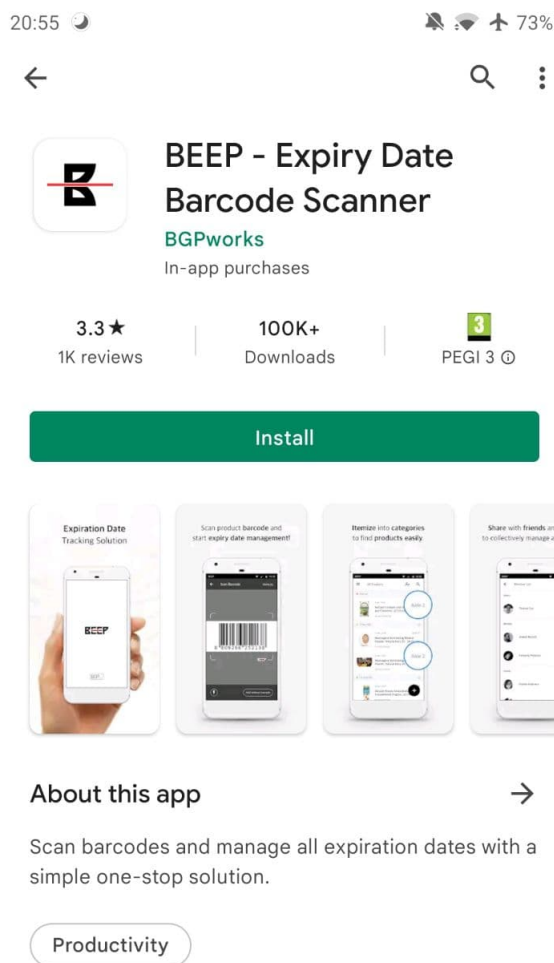 20:55
73%
BEEP - Expiry Date
Barcode Scanner
BGPworks
In-app purchases
3.3★
1K reviews
100K+
Downloads
3
PEGI 3
Install
Expiration Date
Tracking Solution
BEEP
Scan product barcode and
start expiry date management!
Itemize into categories
to find products easily.
Share with friends
to collectively manage
About this app
Scan barcodes and manage all expiration dates with a
simple one-stop solution.
Productivity